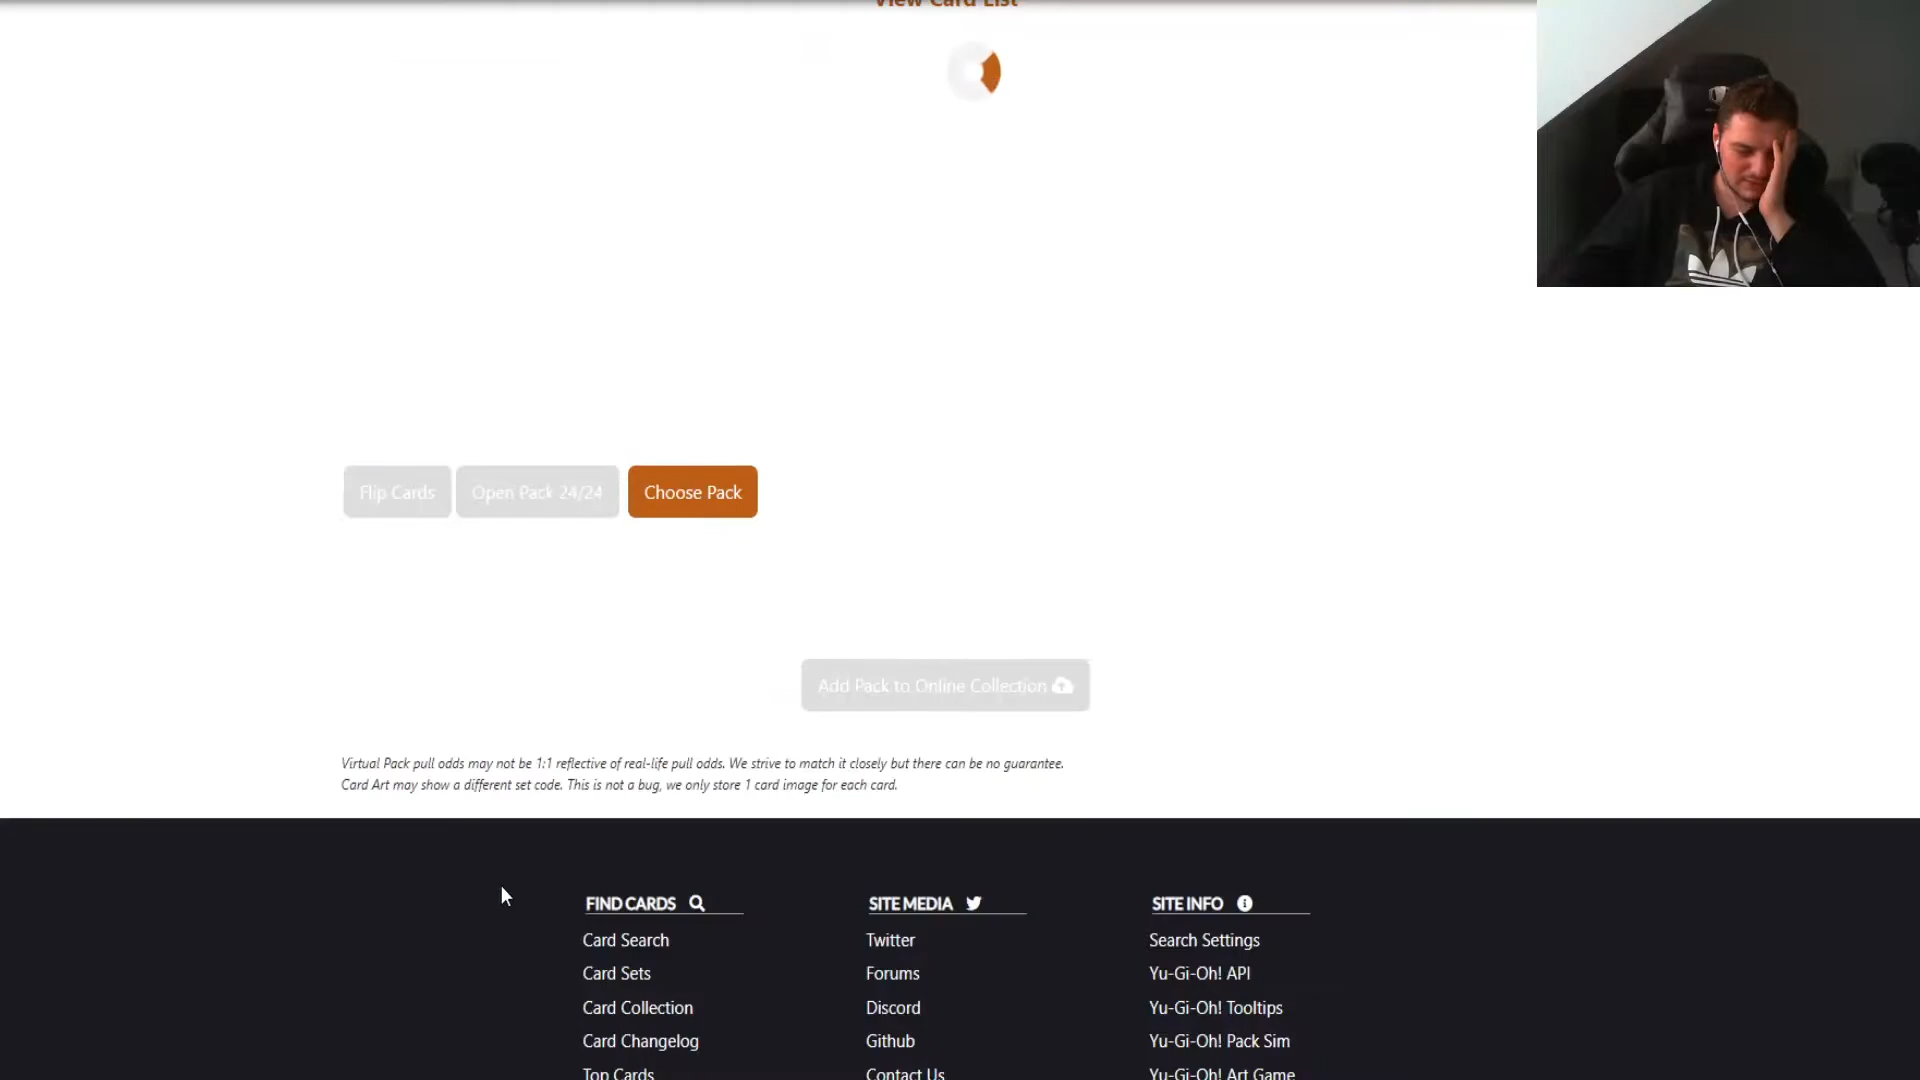 View Card List
Flip Cards
Open Pack 24/24
Choose Pack
Add Pack to Online Collection
Virtual Pack pull odds may not be 1:1 reflective of real-life pull odds. We strive to match it closely but there can be no guarantee.
Card Art may show a different set code. This is not a bug, we only store 1 card image for each card.
FIND CARDS
Card Search
Card Sets
Card Collection
Card Changelog
Top Cards
SITE MEDIA
Twitter
Forums
Discord
Github
Contact Us
SITE INFO
Search Settings
Yu-Gi-Oh! API
Yu-Gi-Oh! Tooltips
Yu-Gi-Oh! Pack Sim
Yu-Gi-Oh! Art Game